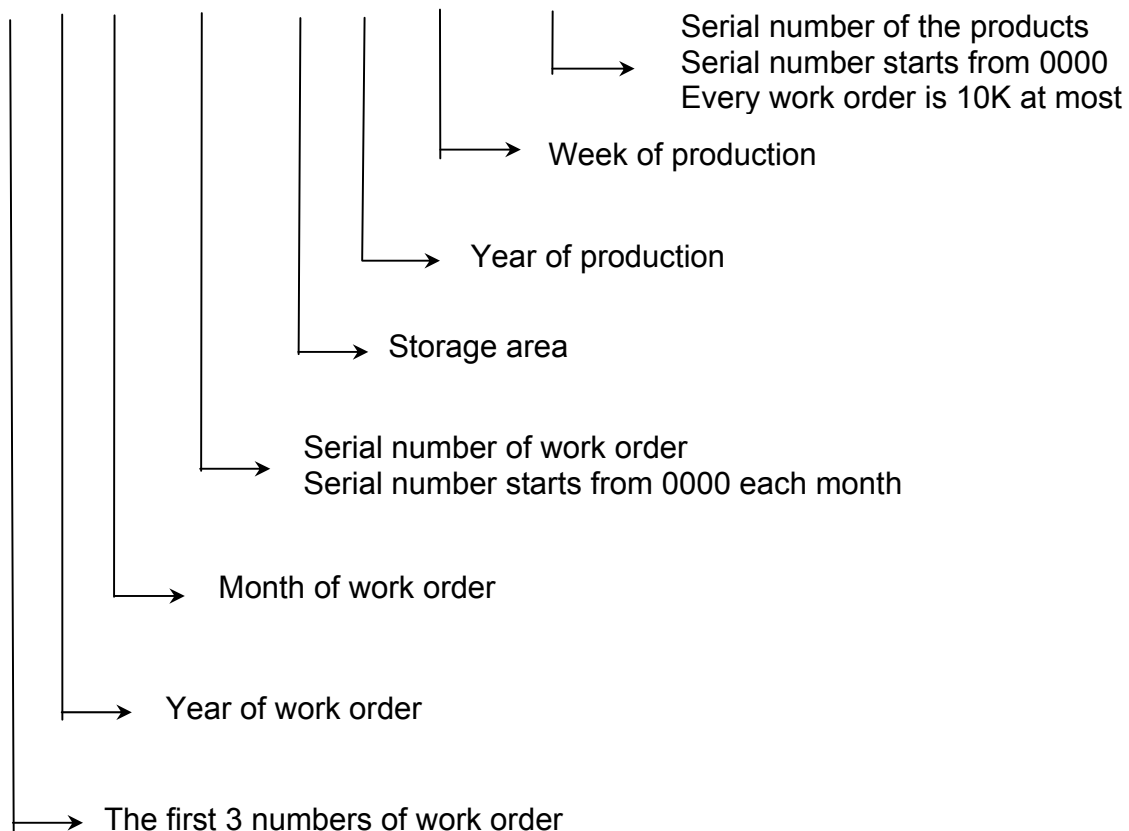 Serial number of the products
Serial number starts from 0000
Every work order is 10K at most
Week of production
Year of production
Storage area
Serial number of work order
Serial number starts from 0000 each month
Month of work order
Year of work order
The first 3 numbers of work order